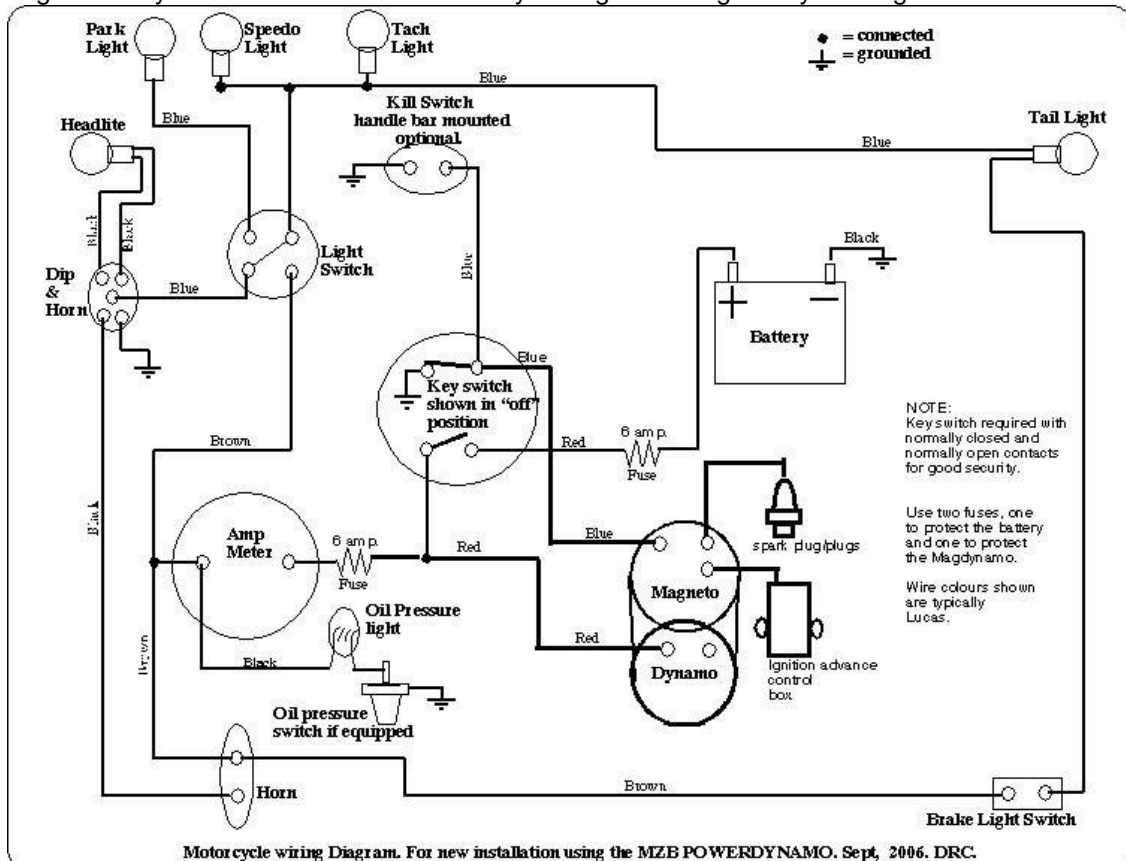 Park
Light
Speedo
Light
Tach
Light
= connected
= grounded
Blue
Kill Switch
handle bar mounted
optional.
Headlite
Blue
Tail Light
Blue
Black
Black
Light
Switch
Blue
Black
Dip
&
Horn
Blue
+
−
Battery
Blue
Key switch
shown in "off"
position
NOTE:
Key switch required with
normally closed and
normally open contacts
for good security.
Brown
Red
6 amp.
Fuse
Black
Amp
Meter
6 amp.
Fuse
Red
Blue
spark plug/plugs
Use two fuses, one
to protect the battery
and one to protect
the Magdynamo.
Magneto
Wire colours shown
are typically
Lucas.
Oil Pressure
light
Red
Brown
Black
Dynamo
Ignition advance
control
box
Oil pressure
switch if equipped
Horn
Brown
Brake Light Switch
Motorcycle wiring Diagram. For new installation using the MZB POWERDYNAMO. Sept, 2006. DRC.